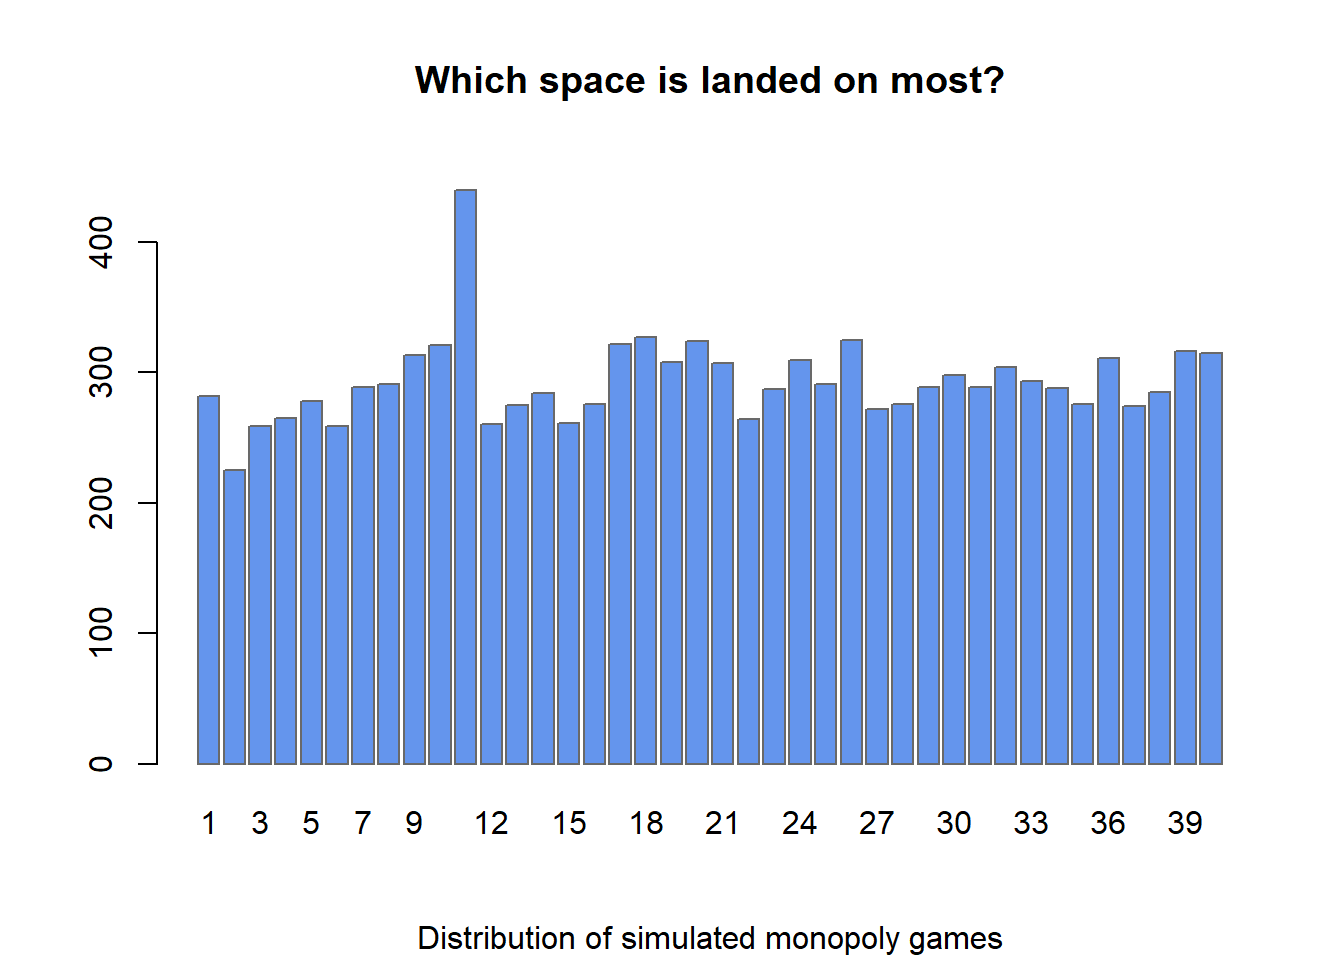 Which space is landed on most?
400
300
200
100
0
1 3 5 7 9 12 15 18 21 24 27 30 33 36 39
Distribution of simulated monopoly games